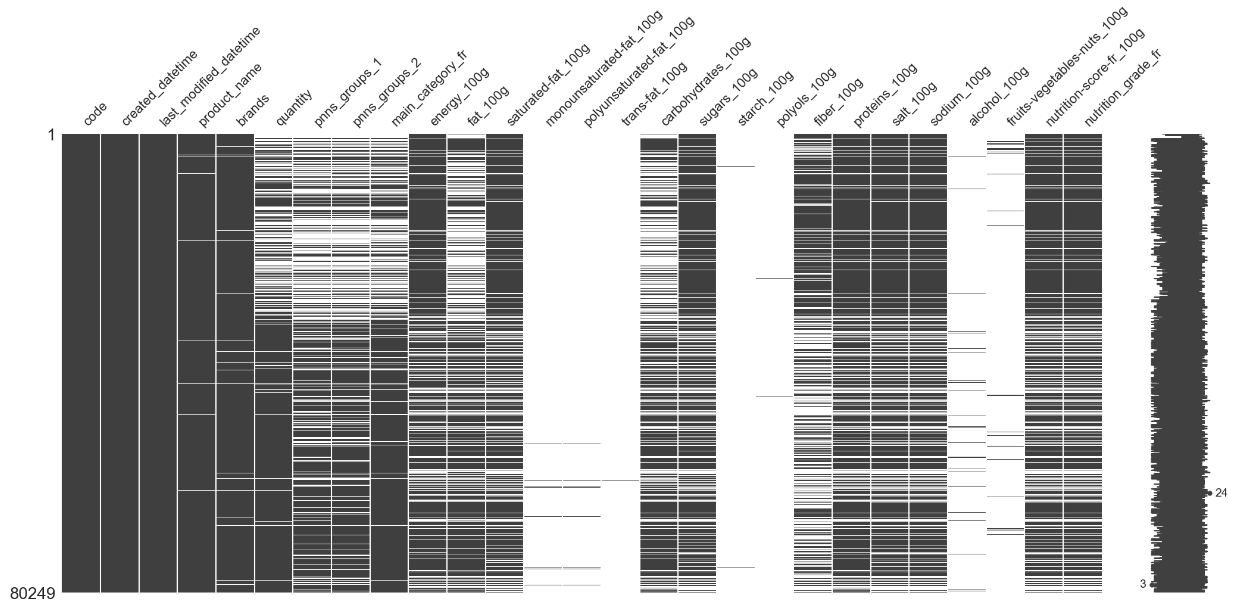 code
created_datetime
last_modified_datetime
product_name
brands
quantity
pnns_groups_1
pnns_groups_2
main_category_fr
energy_100g
fat_100g
saturated-fat_100g
monounsaturated-fat_100g
polyunsaturated-fat_100g
trans-fat_100g
carbohydrates_100g
sugars_100g
starch_100g
polyols_100g
fiber_100g
proteins_100g
salt_100g
sodium_100g
alcohol_100g
fruits-vegetables-nuts_100g
nutrition-score-fr_100g
nutrition_grade_fr
1
24
3
80249